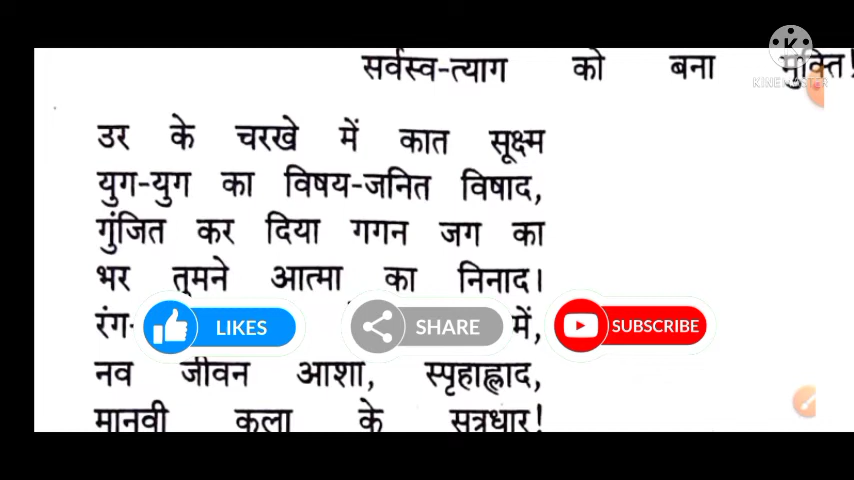 सर्वस्व-त्याग को बना मुक्ति!
KINEMASTER
उर के चरखे में कात सूक्ष्म
युग-युग का विषय-जनित विषाद,
गुंजित कर दिया गगन जग का
भर तुमने आत्मा का निनाद।
रंग- में,
LIKES SHARE SUBSCRIBE
नव जीवन आशा, स्पृहाह्लाद,
मानवी कला के सूत्रधार!